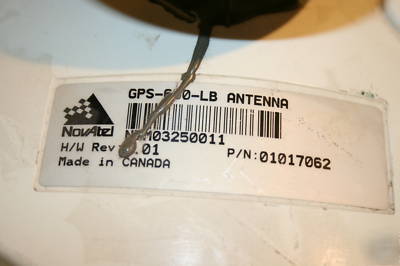 GPS-6 0-LB ANTENNA
NovAtel
03250011
H/W Rev .01
P/N:01017062
Made in CANADA